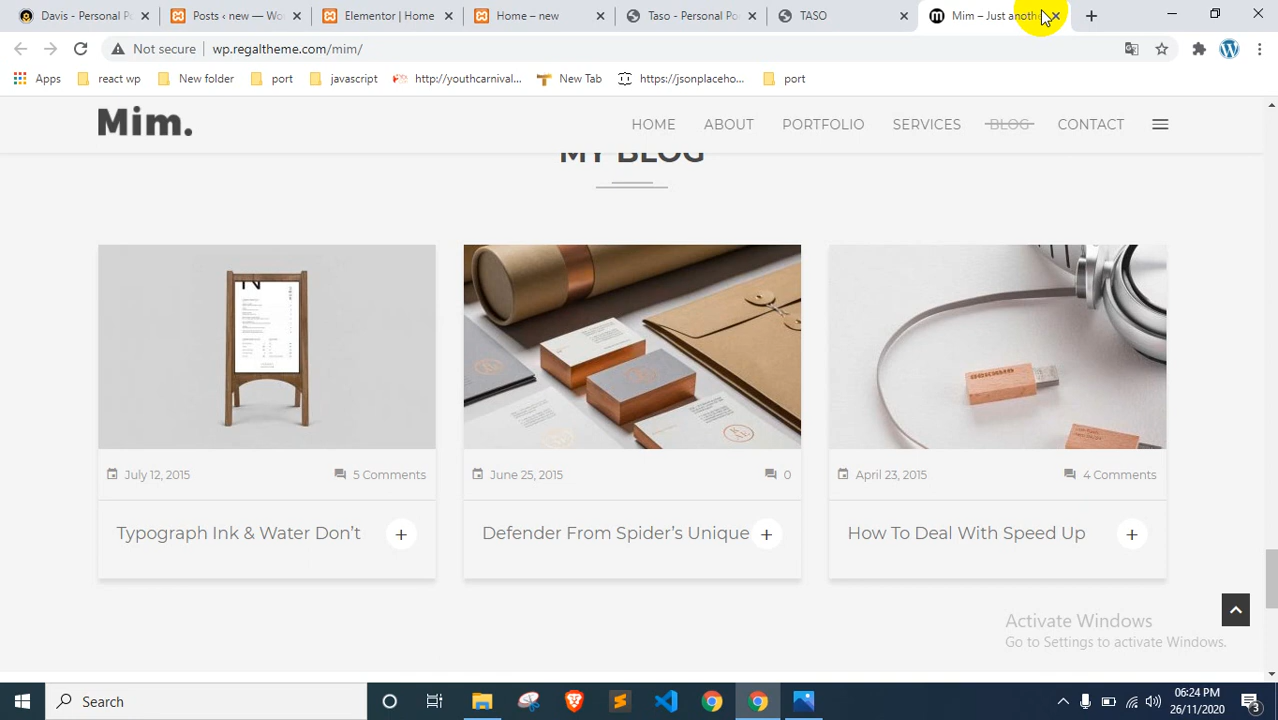 Davis - Personal Po
Posts ‹ new — Wo
Elementor | Home
Home – new
Taso - Personal Po
TASO
Mim – Just anothe
Not secure
wp.regaltheme.com/mim/
Apps
react wp
New folder
port
javascript
http://youthcarnival...
New Tab
https://jsonplaceho...
port
Mim.
HOME
ABOUT
PORTFOLIO
SERVICES
BLOG
CONTACT
MY BLOG
July 12, 2015
5 Comments
June 25, 2015
0
April 23, 2015
4 Comments
Typograph Ink & Water Don’t
+
Defender From Spider’s Unique
+
How To Deal With Speed Up
+
Activate Windows
Go to Settings to activate Windows.
Search
06:24 PM
26/11/2020
3